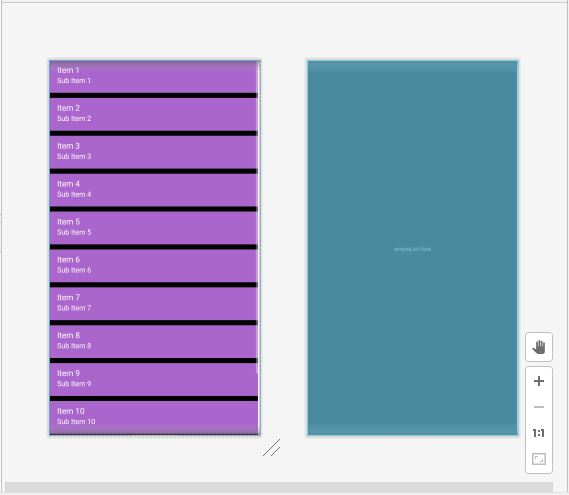 Item 1
Sub Item 1
Item 2
Sub Item 2
Item 3
Sub Item 3
Item 4
Sub Item 4
Item 5
Sub Item 5
Item 6
Sub Item 6
Item 7
Sub Item 7
Item 8
Sub Item 8
Item 9
Sub Item 9
Item 10
Sub Item 10
simpleListView
1:1